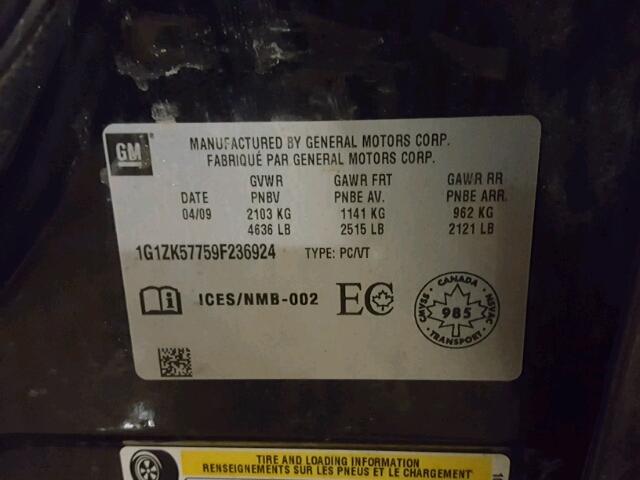 GM
MANUFACTURED BY GENERAL MOTORS CORP.
FABRIQUÉ PAR GENERAL MOTORS CORP.
GVWR GAWR FRT GAWR RR
DATE PNBV PNBE AV. PNBE ARR.
04/09 2103 KG 1141 KG 962 KG
4636 LB 2515 LB 2121 LB
1G1ZK57759F236924 TYPE: PC/VT
i ICES/NMB-002 EC
CANADA
CMVSS 985 NSVAC
TRANSPORT
TIRE AND LOADING INFORMATION
RENSEIGNEMENTS SUR LES PNEUS ET LE CHARGEMENT